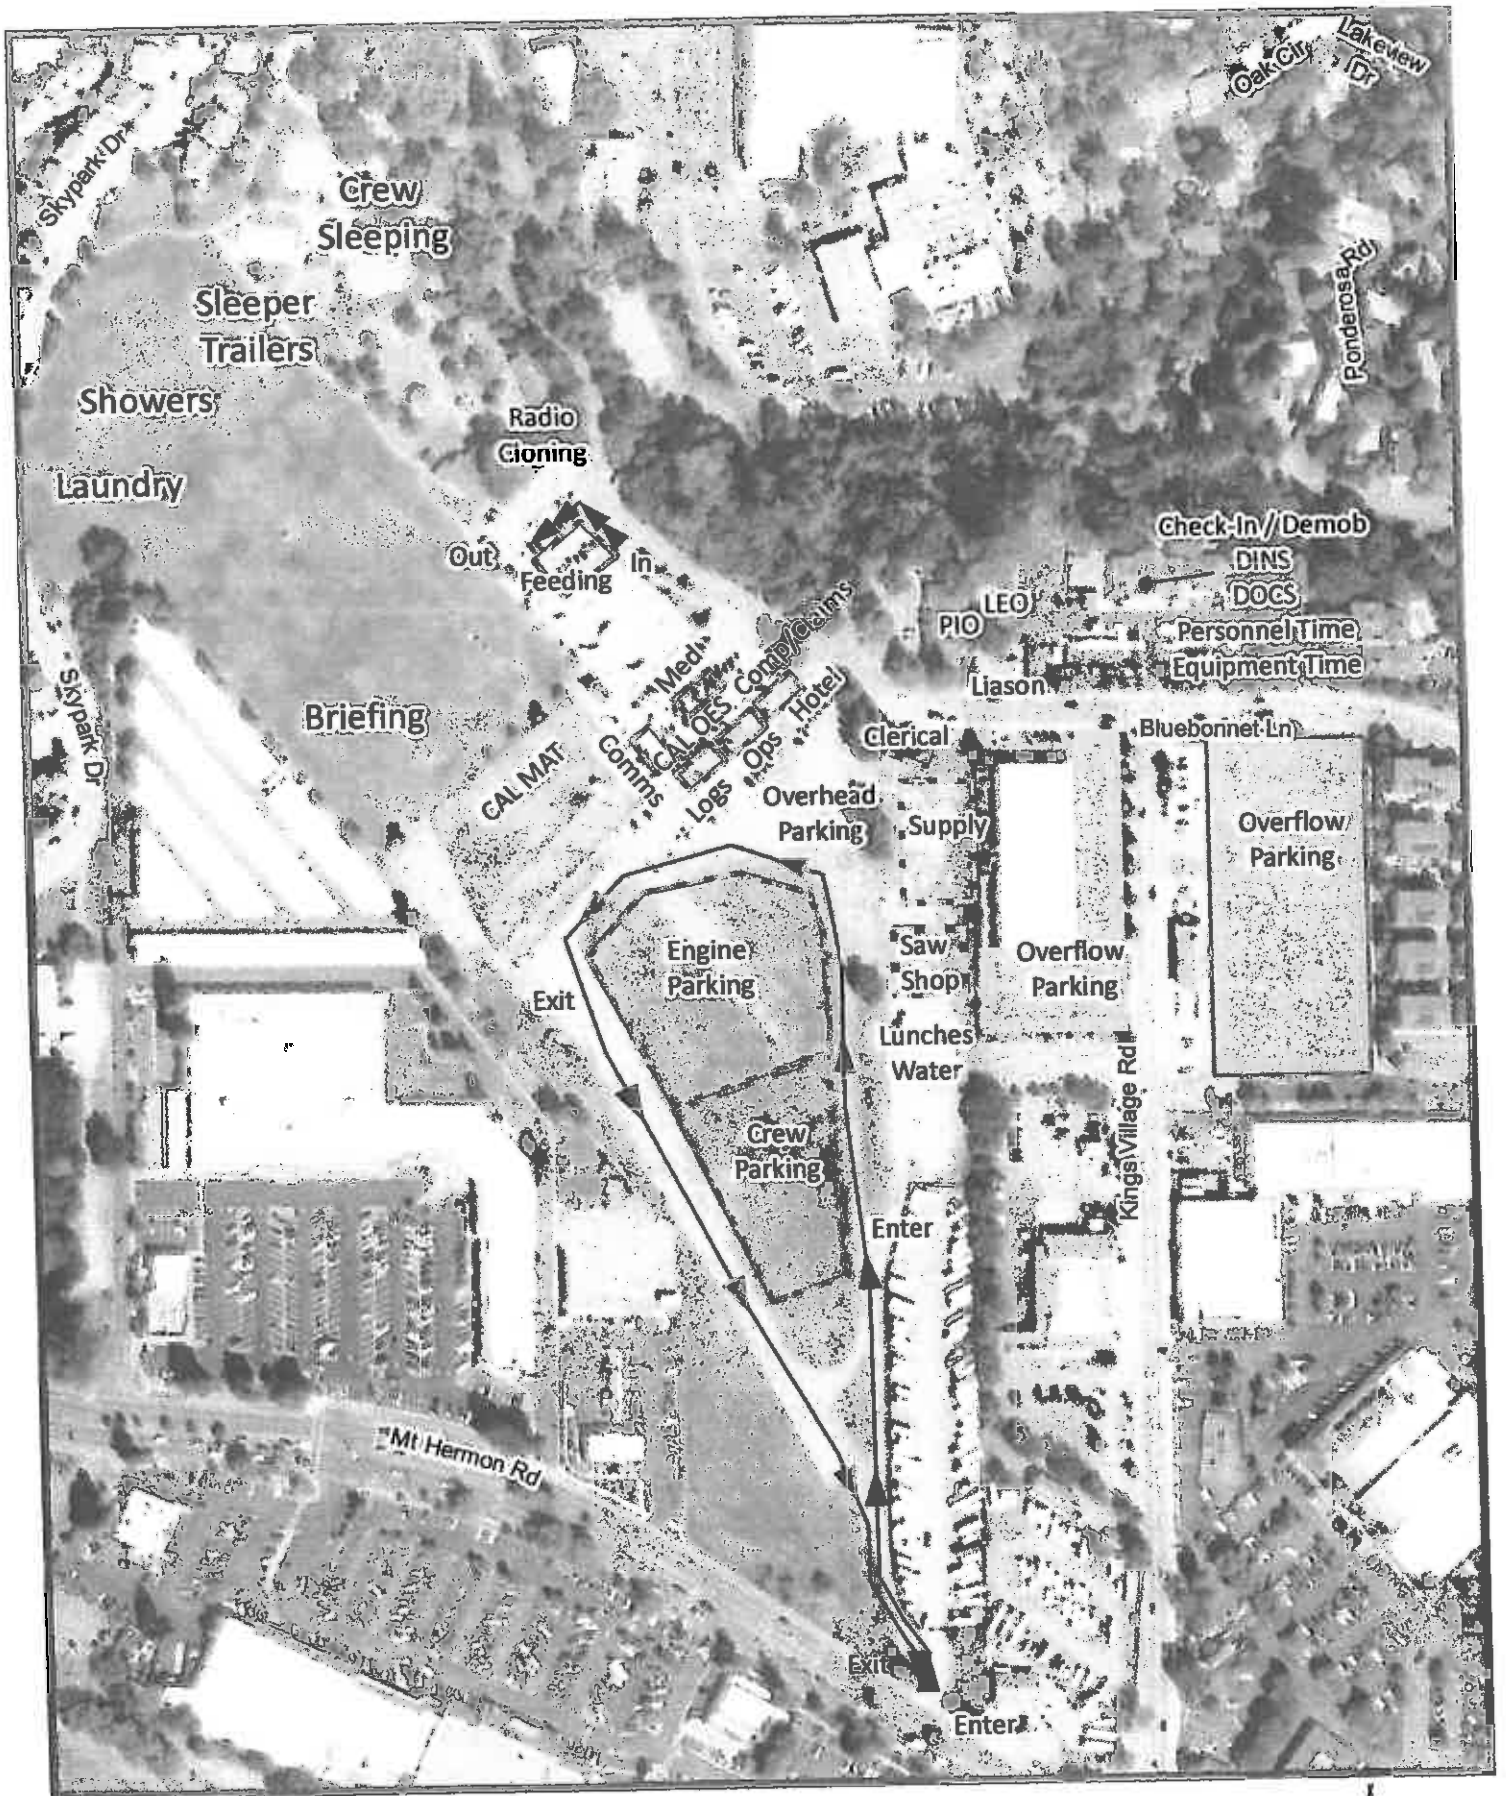 Lakeview
Dr
Oak Cir
Skypark Dr
Crew
Sleeping
Ponderosa Rd
Sleeper
Trailers
Showers
Radio
Cloning
Laundry
Check-In//Demob
DINS
DOCS
Out
In
Feeding
LEO
PIO
Personnel Time
Equipment Time
Liason
Med
Comp/Claims
Hotel
Skypark Dr
Briefing
CAL OES
Clerical
Bluebonnet Ln
CAL MAT
Comms
Logs
Ops
Overhead
Parking
Supply
Overflow
Parking
Engine
Parking
Saw
Shop
Overflow
Parking
Exit
Lunches
Water
Kings Village Rd
Crew
Parking
Enter
Mt Hermon Rd
Exit
Enter